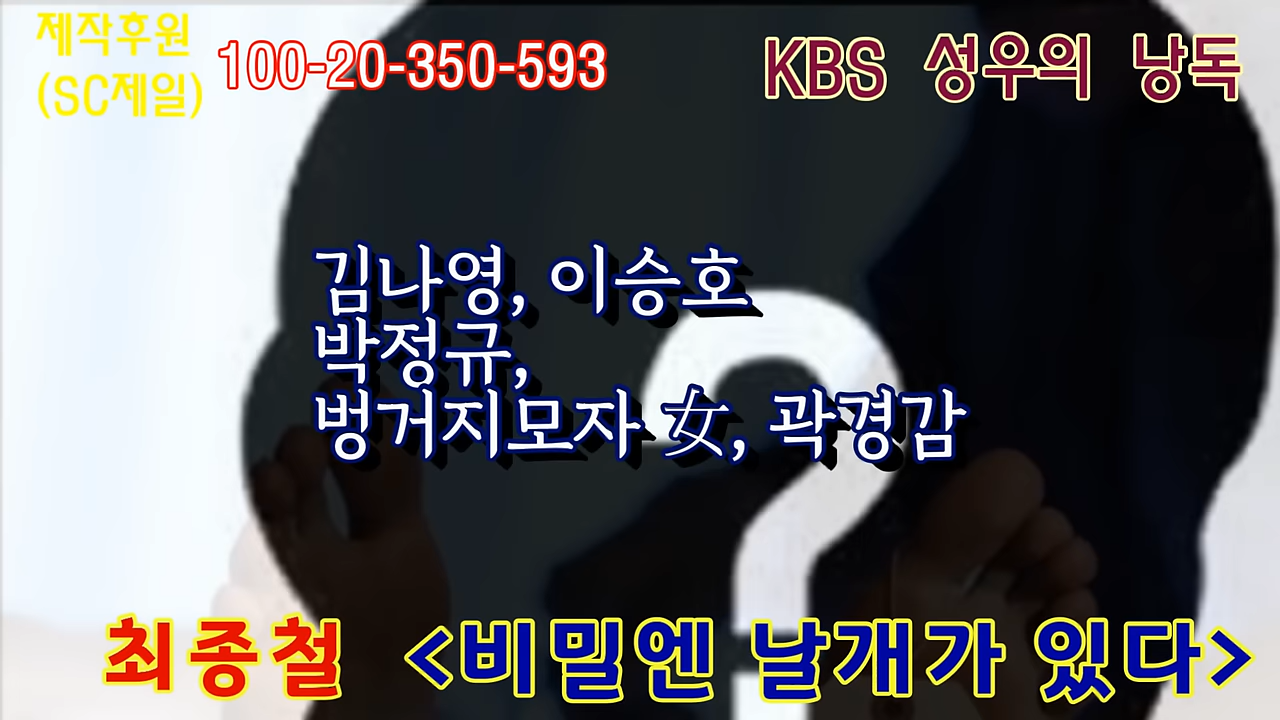 제작후원
(SC제일)
100-20-350-593
KBS 성우의 낭독
김나영, 이승호
박정규,
벙거지모자 女, 곽경감
최종철 <비밀엔 날개가 있다>